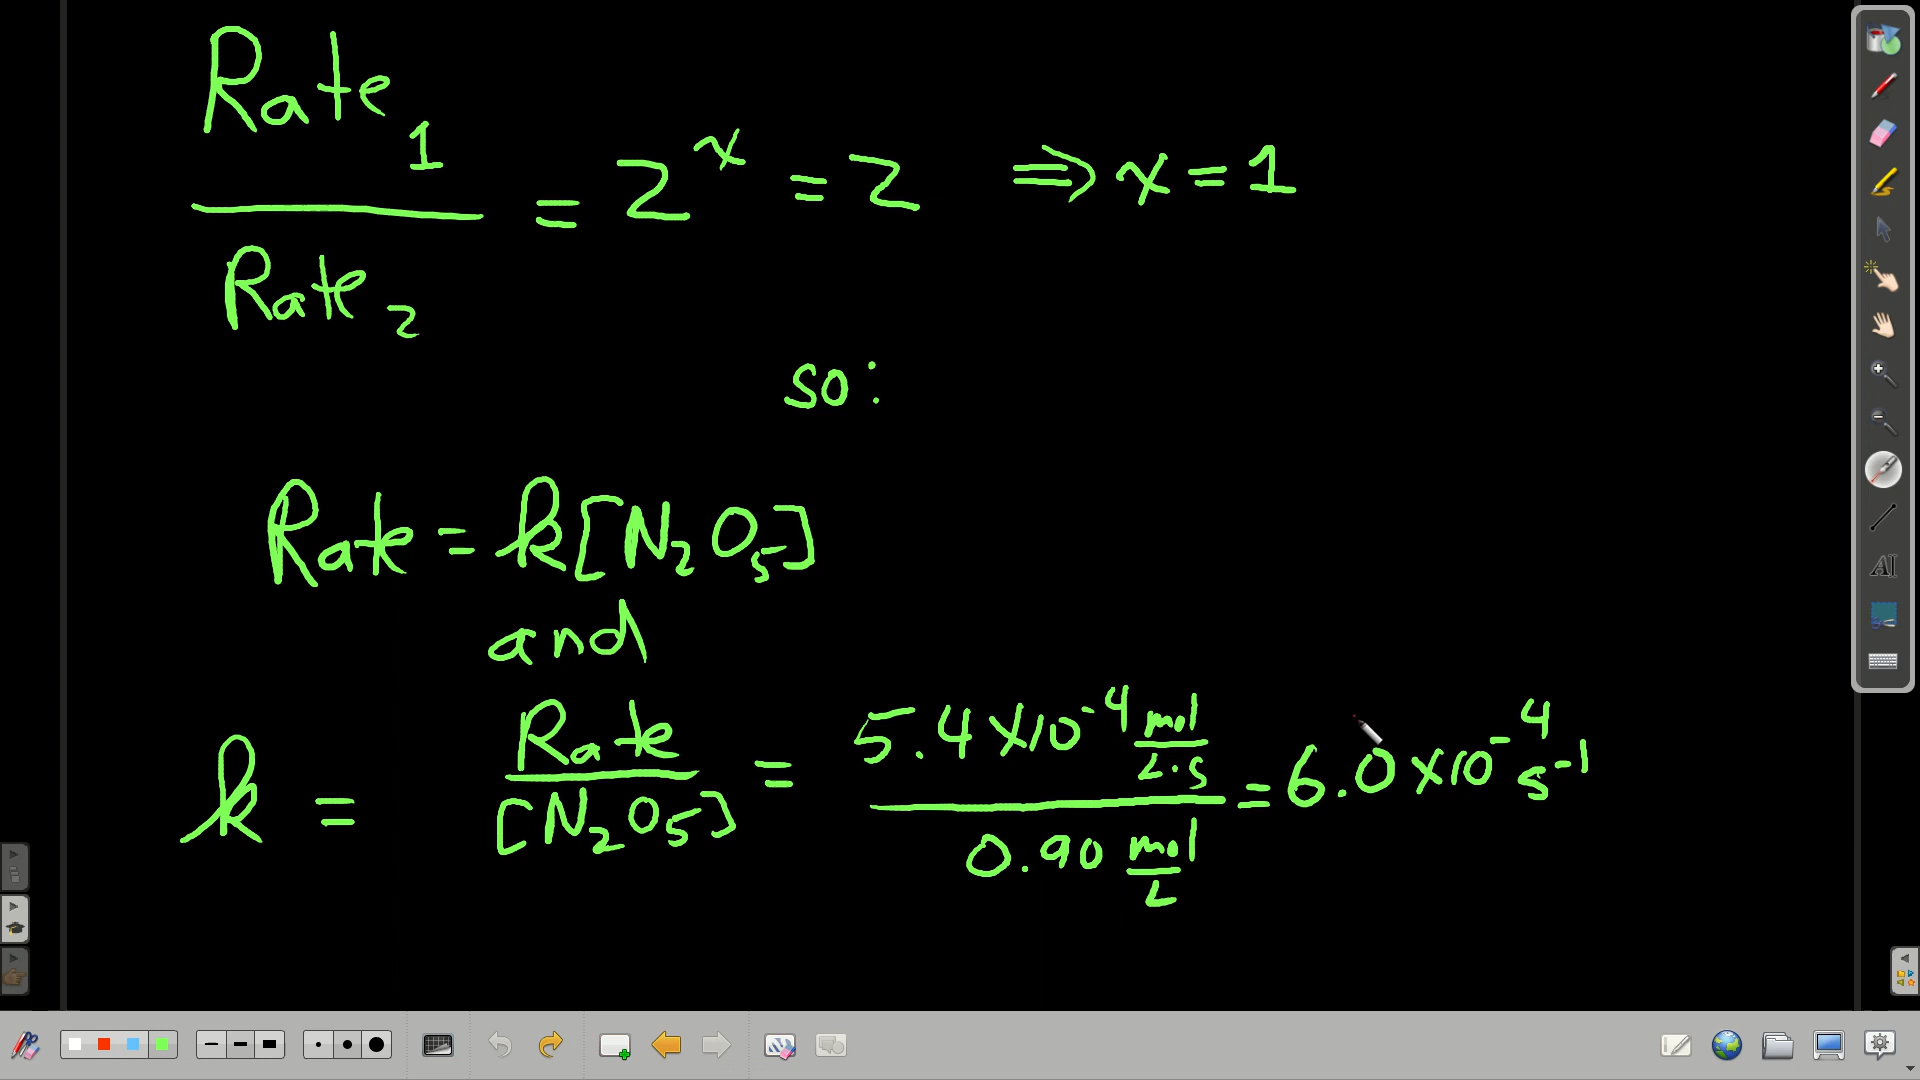 Rate₁ / Rate₂ = 2ˣ = 2 ⇒ x = 1
so:
Rate = k[N₂O₅]
and
k = Rate / [N₂O₅] = 5.4 × 10⁻⁴ mol/L·s / 0.90 mol/L = 6.0 × 10⁻⁴ s⁻¹